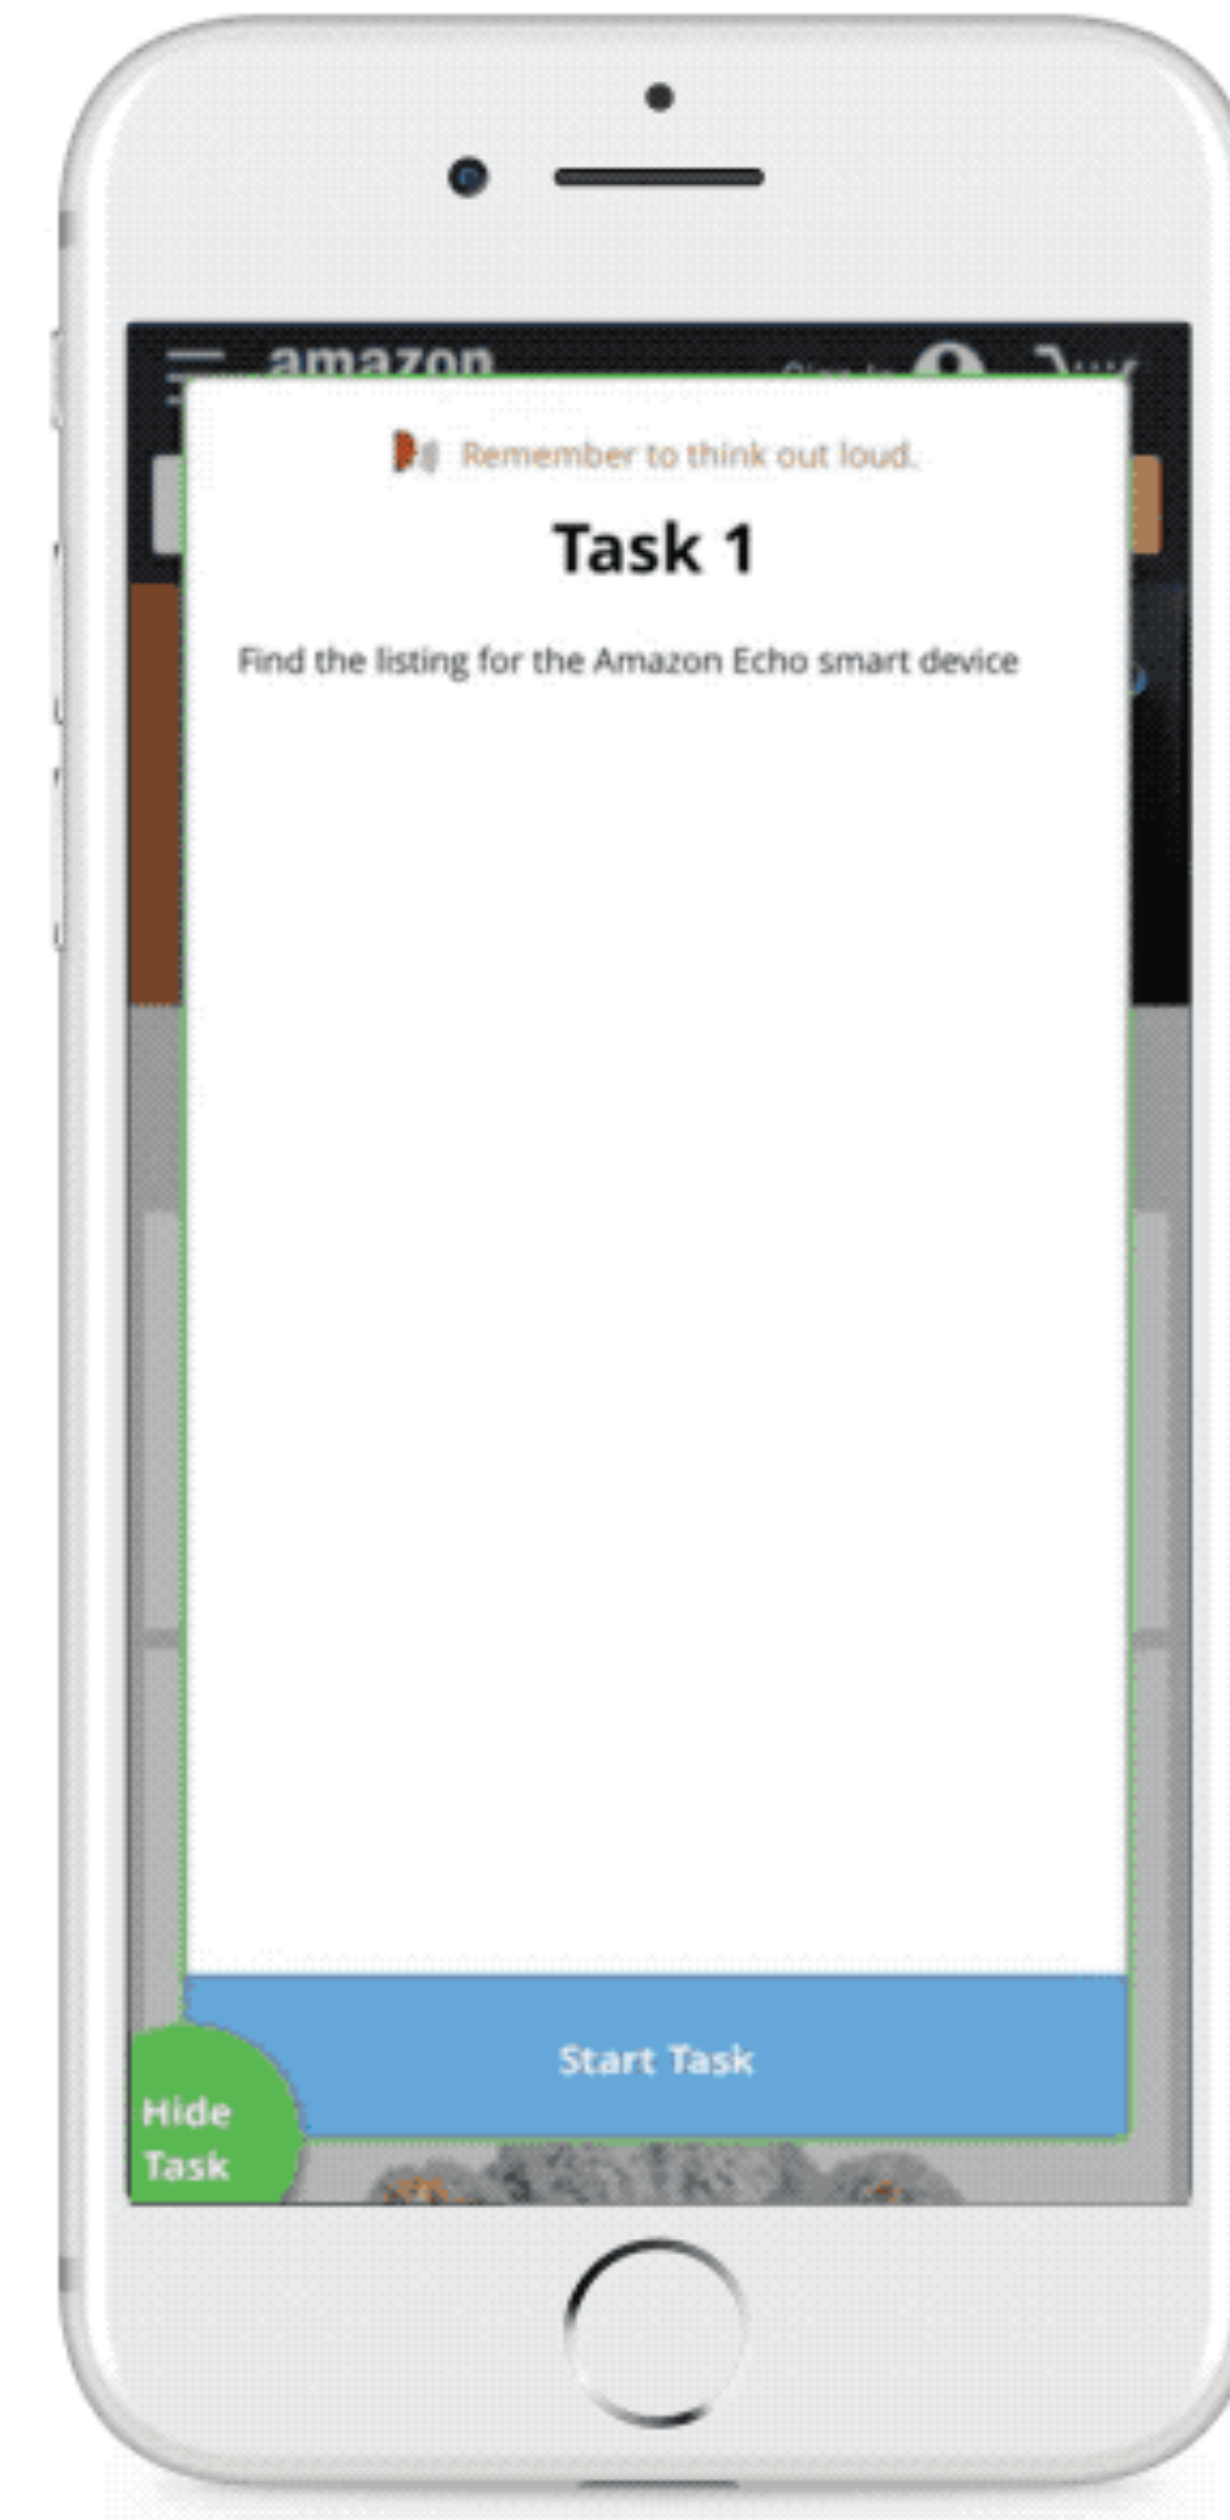 amazon
Remember to think out loud.
Task 1
Find the listing for the Amazon Echo smart device
Start Task
Hide
Task